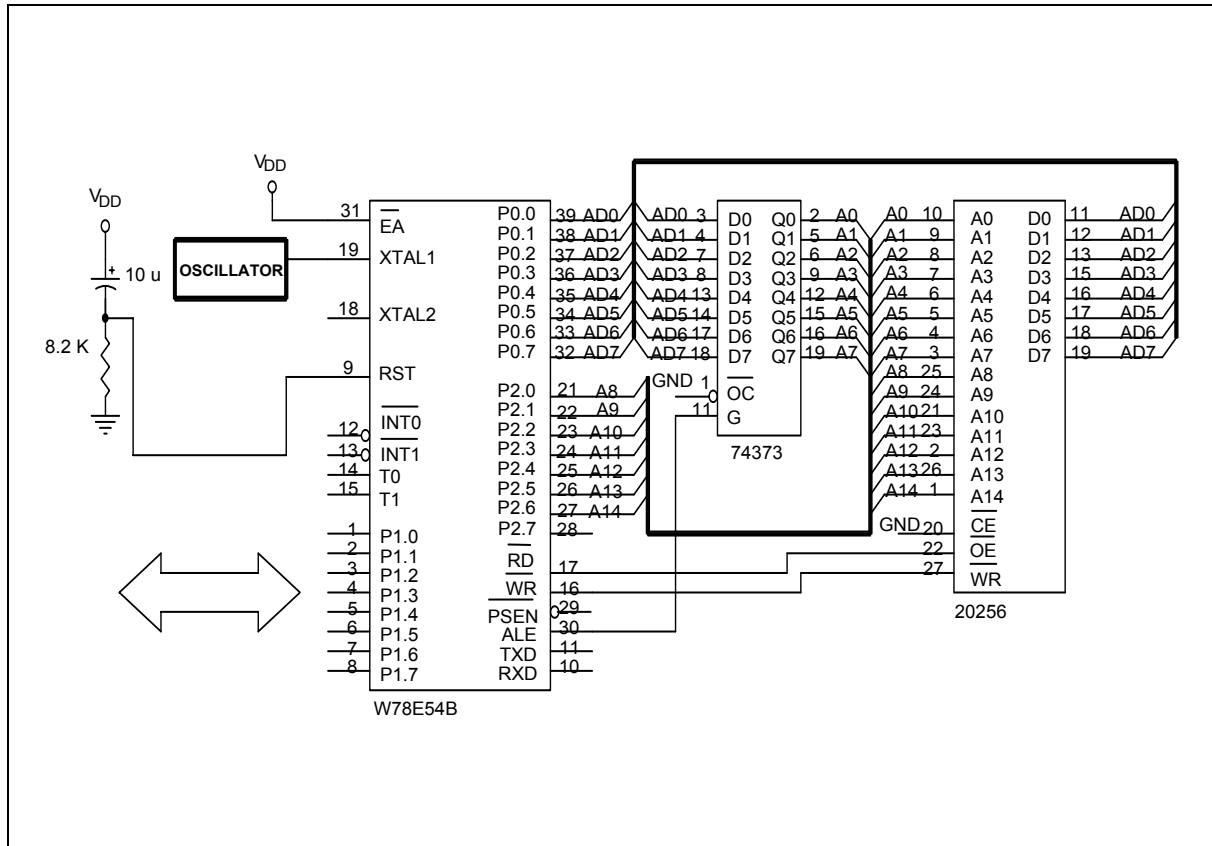 VDD
VDD
10 u
8.2 K
OSCILLATOR
31 EA
19 XTAL1
18 XTAL2
9 RST
12 INT0
13 INT1
14 T0
15 T1
1 P1.0
2 P1.1
3 P1.2
4 P1.3
5 P1.4
6 P1.5
7 P1.6
8 P1.7
P0.0 39 AD0
P0.1 38 AD1
P0.2 37 AD2
P0.3 36 AD3
P0.4 35 AD4
P0.5 34 AD5
P0.6 33 AD6
P0.7 32 AD7
P2.0 21 A8
P2.1 22 A9
P2.2 23 A10
P2.3 24 A11
P2.4 25 A12
P2.5 26 A13
P2.6 27 A14
P2.7 28
RD 17
WR 16
PSEN 29
ALE 30
TXD 11
RXD 10
W78E54B
AD0 3 D0 Q0 2 A0
AD1 4 D1 Q1 5 A1
AD2 7 D2 Q2 6 A2
AD3 8 D3 Q3 9 A3
AD4 13 D4 Q4 12 A4
AD5 14 D5 Q5 15 A5
AD6 17 D6 Q6 16 A6
AD7 18 D7 Q7 19 A7
GND 1 OC
11 G
74373
A0 10 A0 D0 11 AD0
A1 9 A1 D1 12 AD1
A2 8 A2 D2 13 AD2
A3 7 A3 D3 15 AD3
A4 6 A4 D4 16 AD4
A5 5 A5 D5 17 AD5
A6 4 A6 D6 18 AD6
A7 3 A7 D7 19 AD7
A8 25 A8
A9 24 A9
A10 21 A10
A11 23 A11
A12 2 A12
A13 26 A13
A14 1 A14
GND 20 CE
22 OE
27 WR
20256